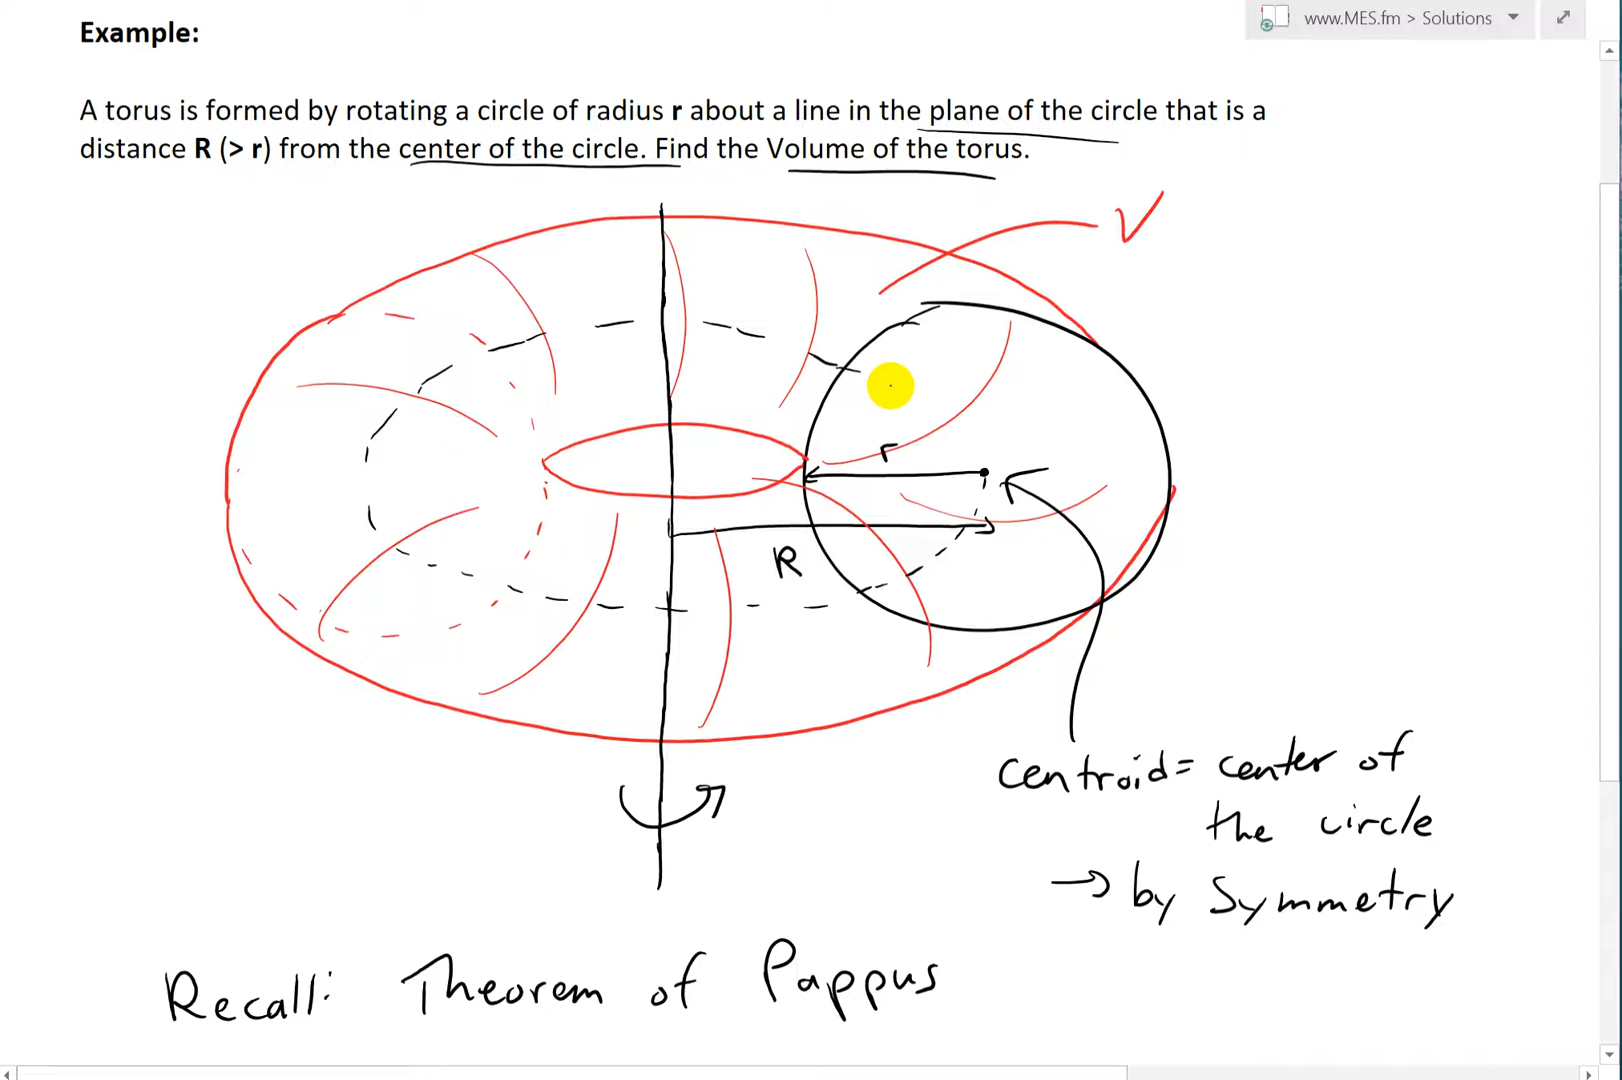 www.MES.fm > Solutions
Example:
A torus is formed by rotating a circle of radius r about a line in the plane of the circle that is a
distance R (> r) from the center of the circle. Find the Volume of the torus.
V
r
R
centroid = center of
the circle
→ by symmetry
Recall: Theorem of Pappus